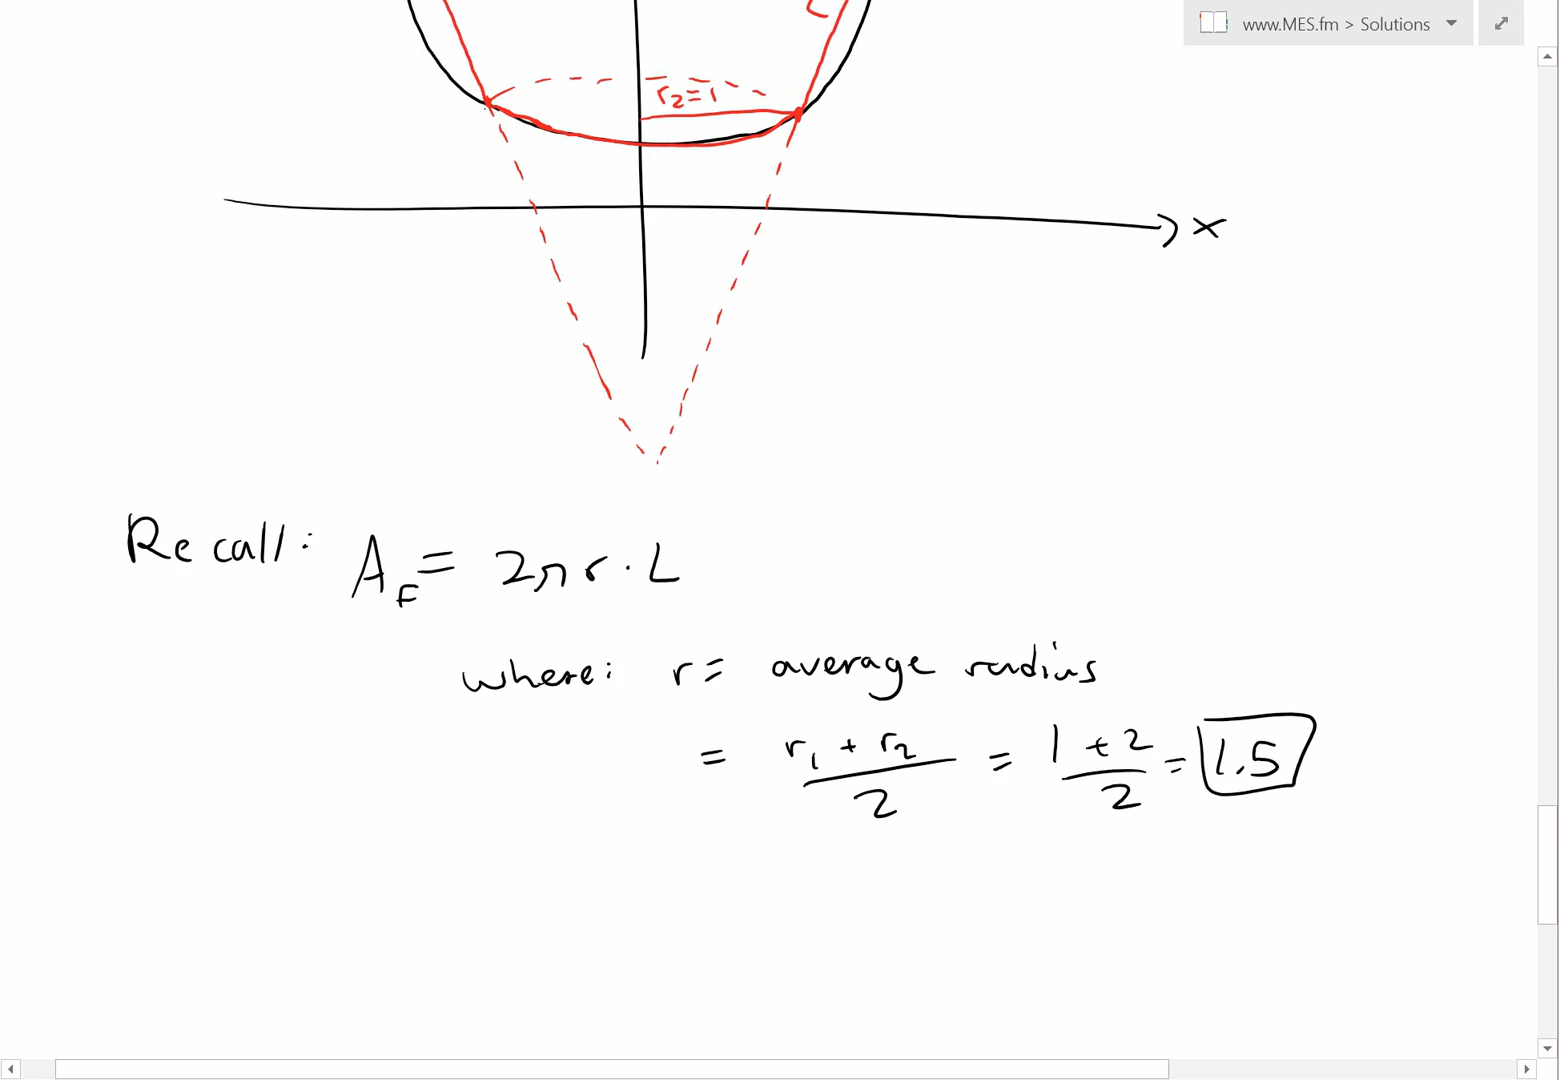 www.MES.fm > Solutions
L
r₂=1
x
Recall: A_F = 2πr·L
where: r = average radius
= (r₁ + r₂)/2 = (1 + 2)/2 = 1.5